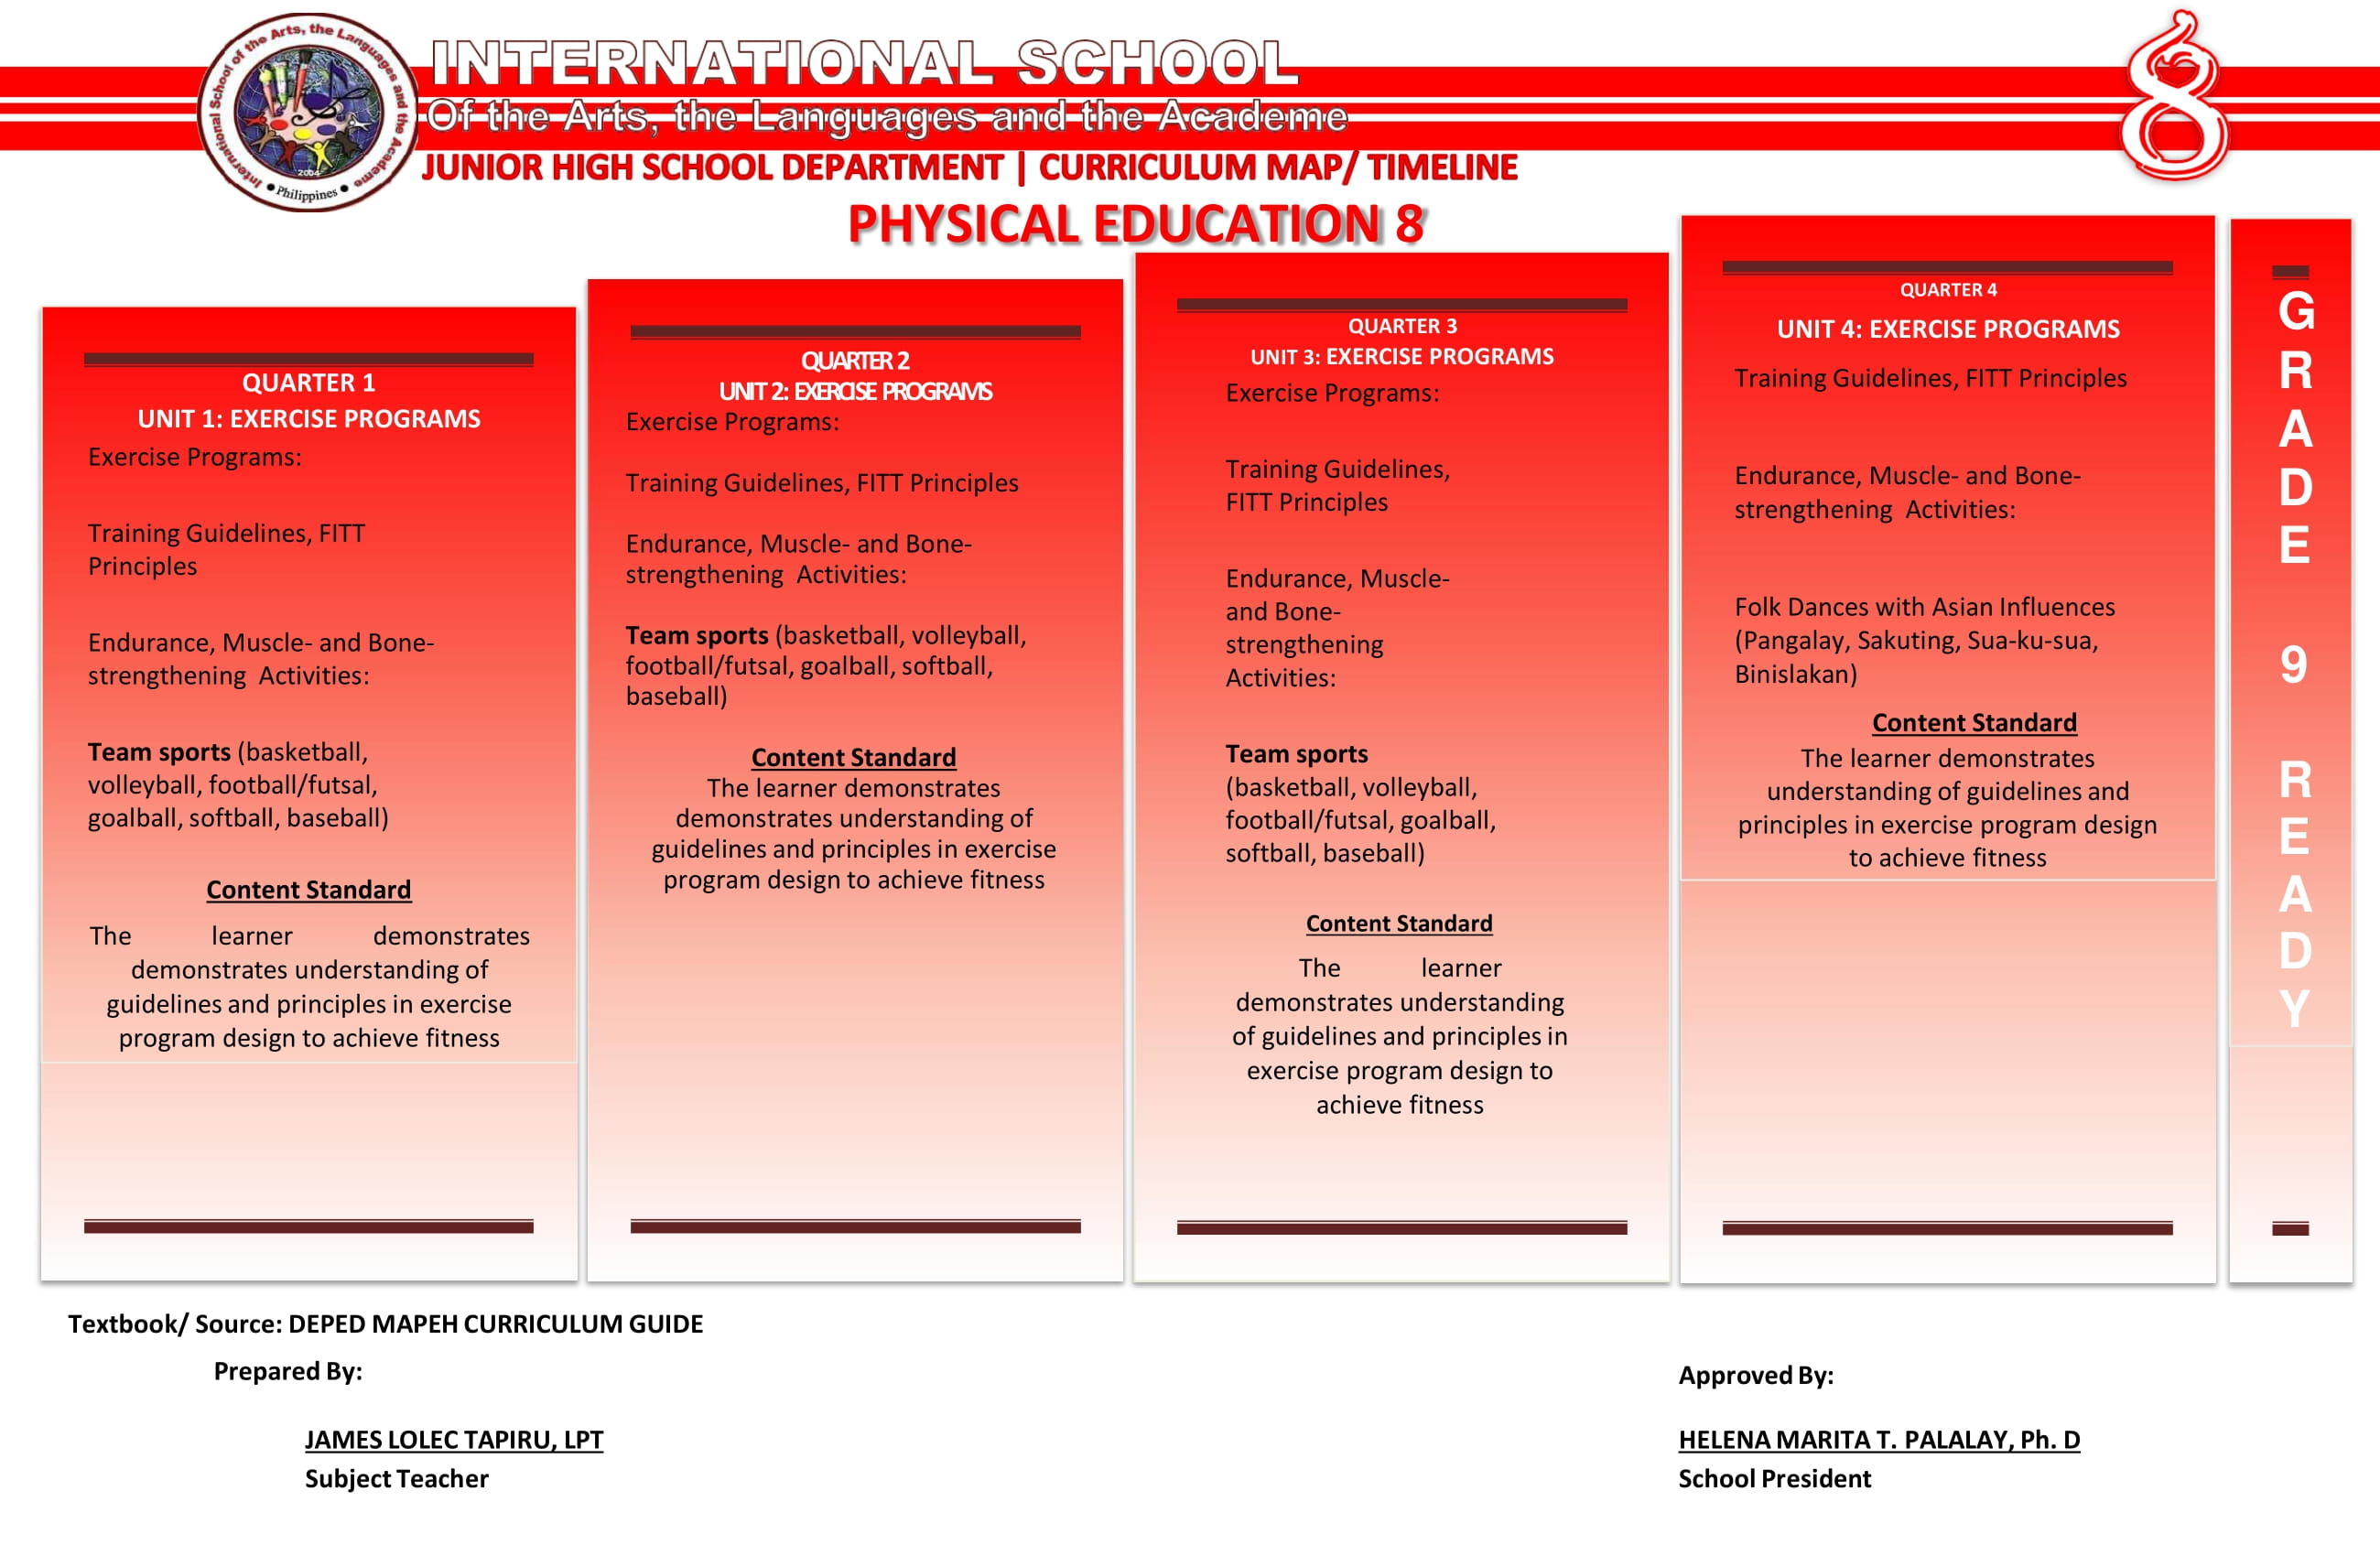 International School of the Arts, the Languages and the Academe
2004
• Philippines •
INTERNATIONAL SCHOOL
Of the Arts, the Languages and the Academe
8
JUNIOR HIGH SCHOOL DEPARTMENT | CURRICULUM MAP/ TIMELINE
PHYSICAL EDUCATION 8
QUARTER 1
UNIT 1: EXERCISE PROGRAMS
Exercise Programs:
Training Guidelines, FITT
Principles
Endurance, Muscle- and Bone-
strengthening Activities:
Team sports (basketball,
volleyball, football/futsal,
goalball, softball, baseball)
Content Standard
The learner demonstrates
demonstrates understanding of
guidelines and principles in exercise
program design to achieve fitness
QUARTER 2
UNIT 2: EXERCISE PROGRAMS
Exercise Programs:
Training Guidelines, FITT Principles
Endurance, Muscle- and Bone-
strengthening Activities:
Team sports (basketball, volleyball,
football/futsal, goalball, softball,
baseball)
Content Standard
The learner demonstrates
demonstrates understanding of
guidelines and principles in exercise
program design to achieve fitness
QUARTER 3
UNIT 3: EXERCISE PROGRAMS
Exercise Programs:
Training Guidelines,
FITT Principles
Endurance, Muscle-
and Bone-
strengthening
Activities:
Team sports
(basketball, volleyball,
football/futsal, goalball,
softball, baseball)
Content Standard
The learner
demonstrates understanding
of guidelines and principles in
exercise program design to
achieve fitness
QUARTER 4
UNIT 4: EXERCISE PROGRAMS
Training Guidelines, FITT Principles
Endurance, Muscle- and Bone-
strengthening Activities:
Folk Dances with Asian Influences
(Pangalay, Sakuting, Sua-ku-sua,
Binislakan)
Content Standard
The learner demonstrates
understanding of guidelines and
principles in exercise program design
to achieve fitness
G
R
A
D
E
9
R
E
A
D
Y
Textbook/ Source: DEPED MAPEH CURRICULUM GUIDE
Prepared By:
JAMES LOLEC TAPIRU, LPT
Subject Teacher
Approved By:
HELENA MARITA T. PALALAY, Ph. D
School President